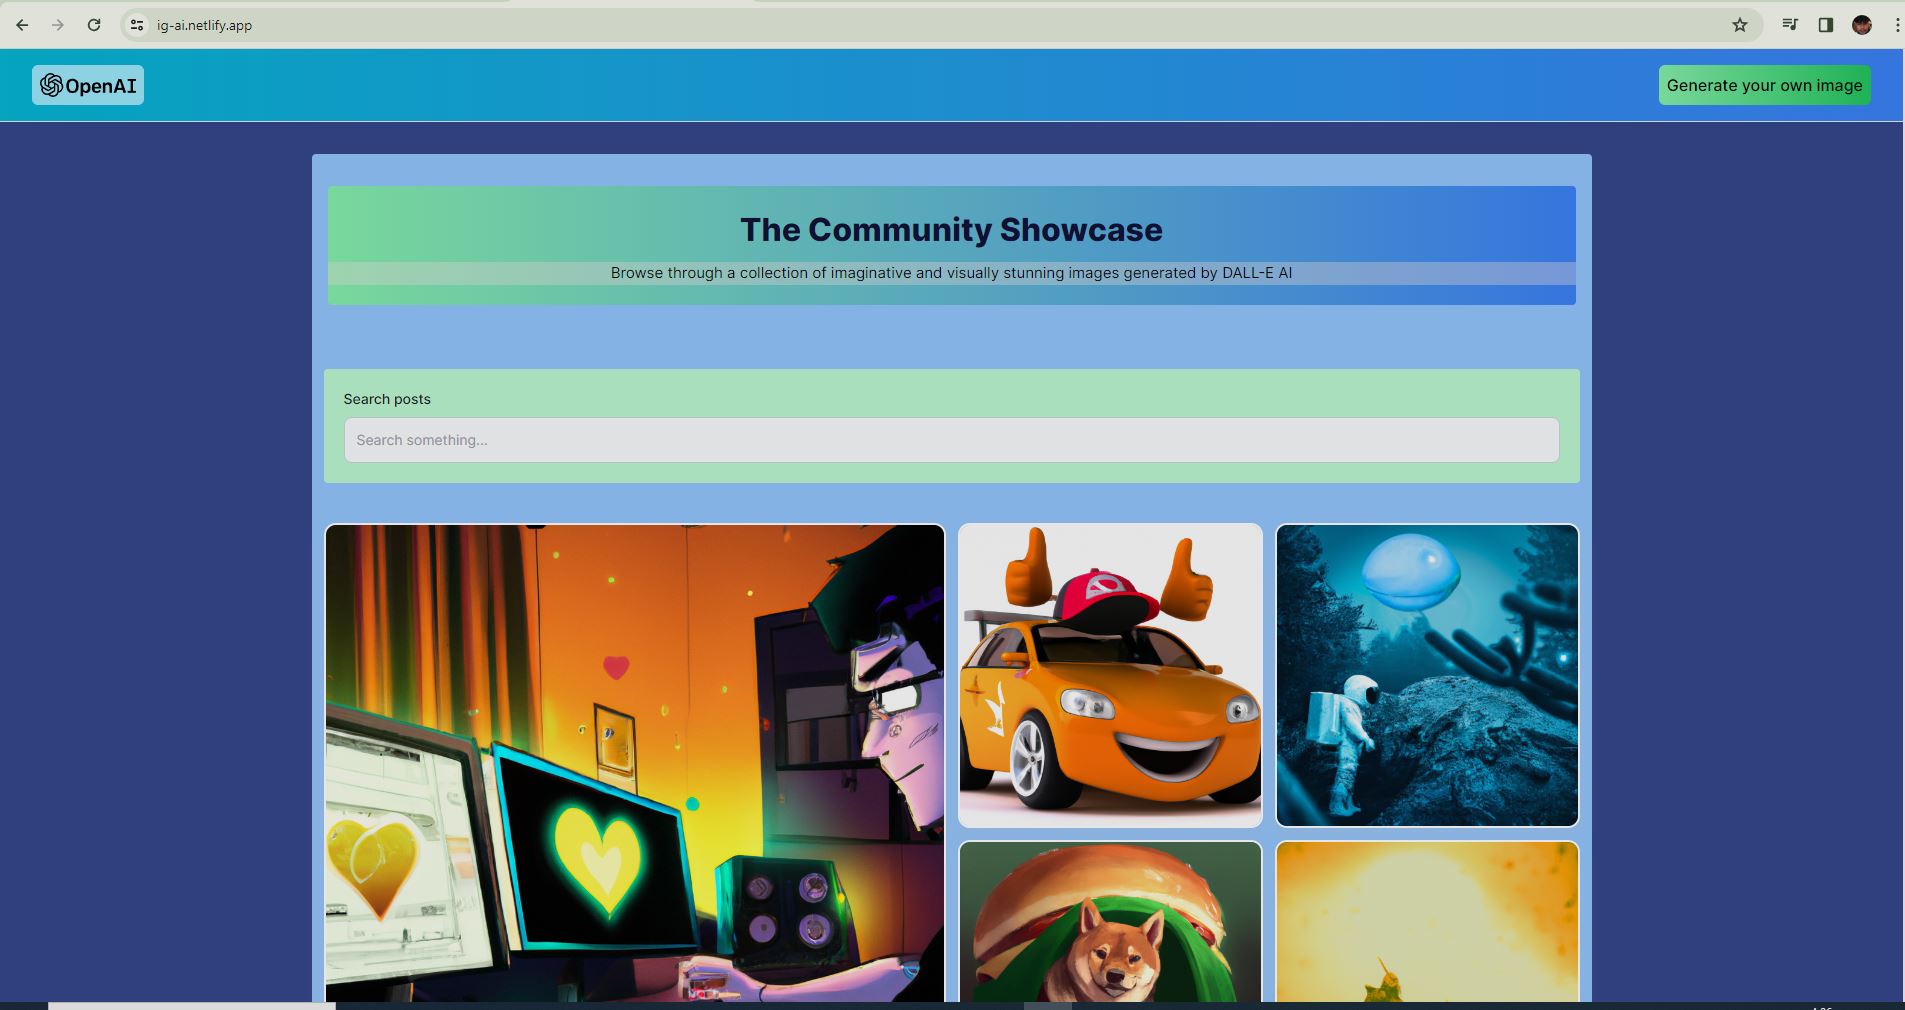 ig-ai.netlify.app
OpenAI
Generate your own image
The Community Showcase
Browse through a collection of imaginative and visually stunning images generated by DALL-E AI
Search posts
Search something...